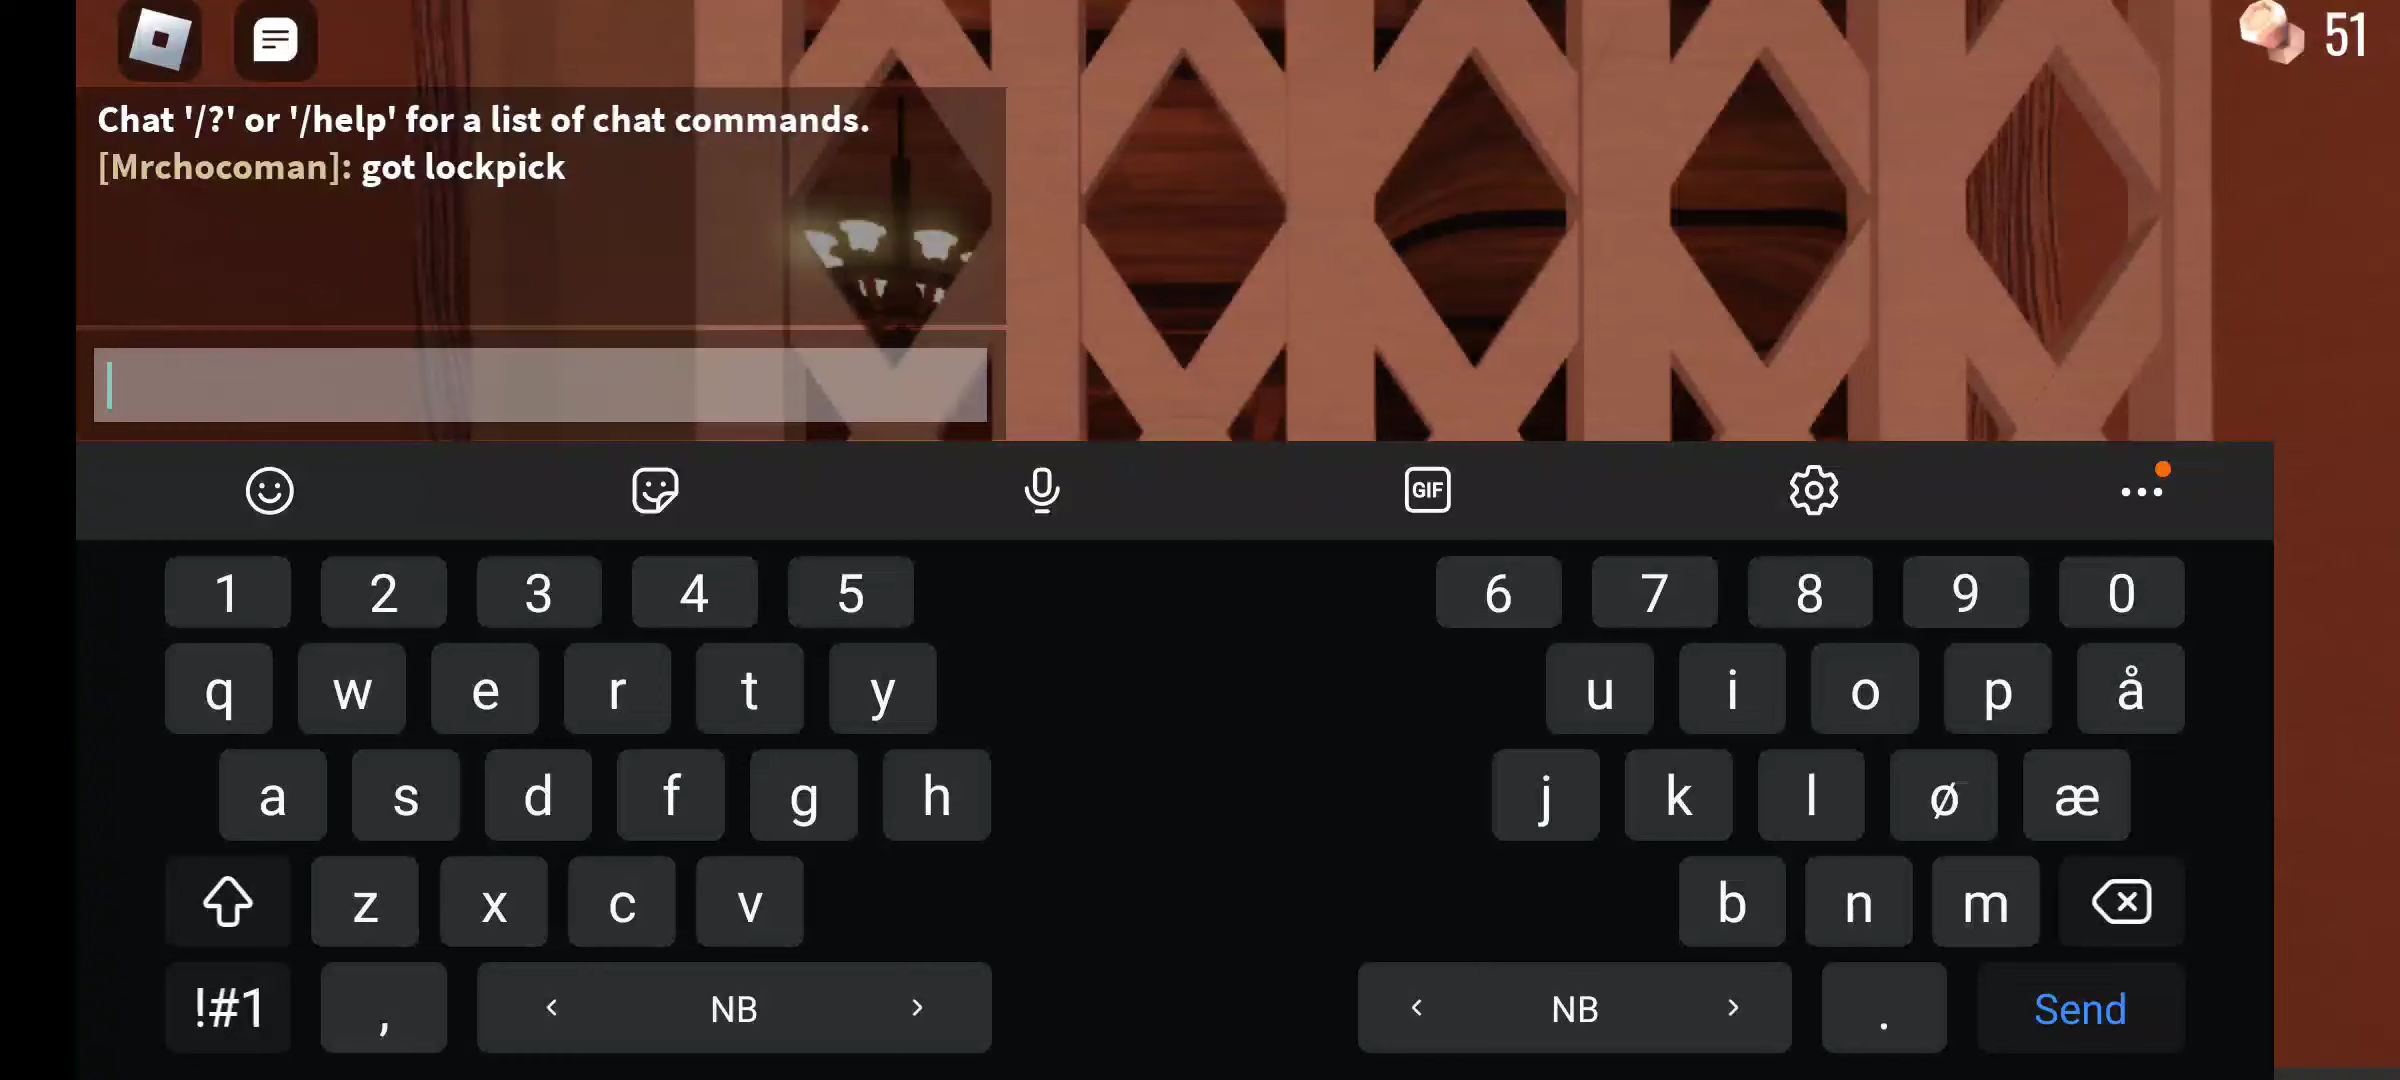 51
Chat '/?' or '/help' for a list of chat commands.
[Mrchocoman]: got lockpick
GIF
1 2 3 4 5 6 7 8 9 0
q w e r t y u i o p å
a s d f g h j k l ø æ
z x c v b n m
!#1 , < NB > < NB > . Send